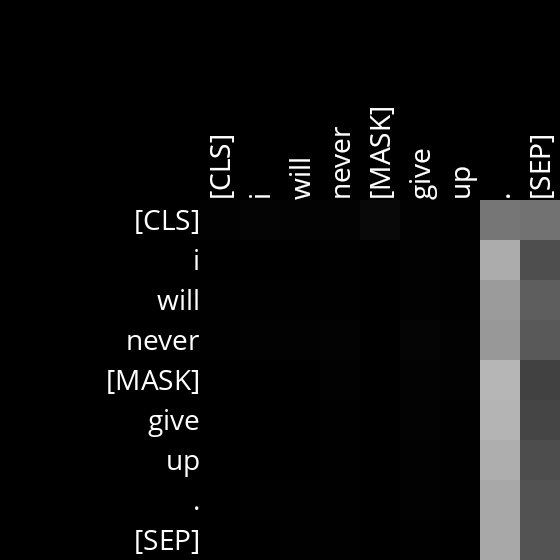 [CLS] i will never [MASK] give up . [SEP]
[CLS]
i
will
never
[MASK]
give
up
.
[SEP]